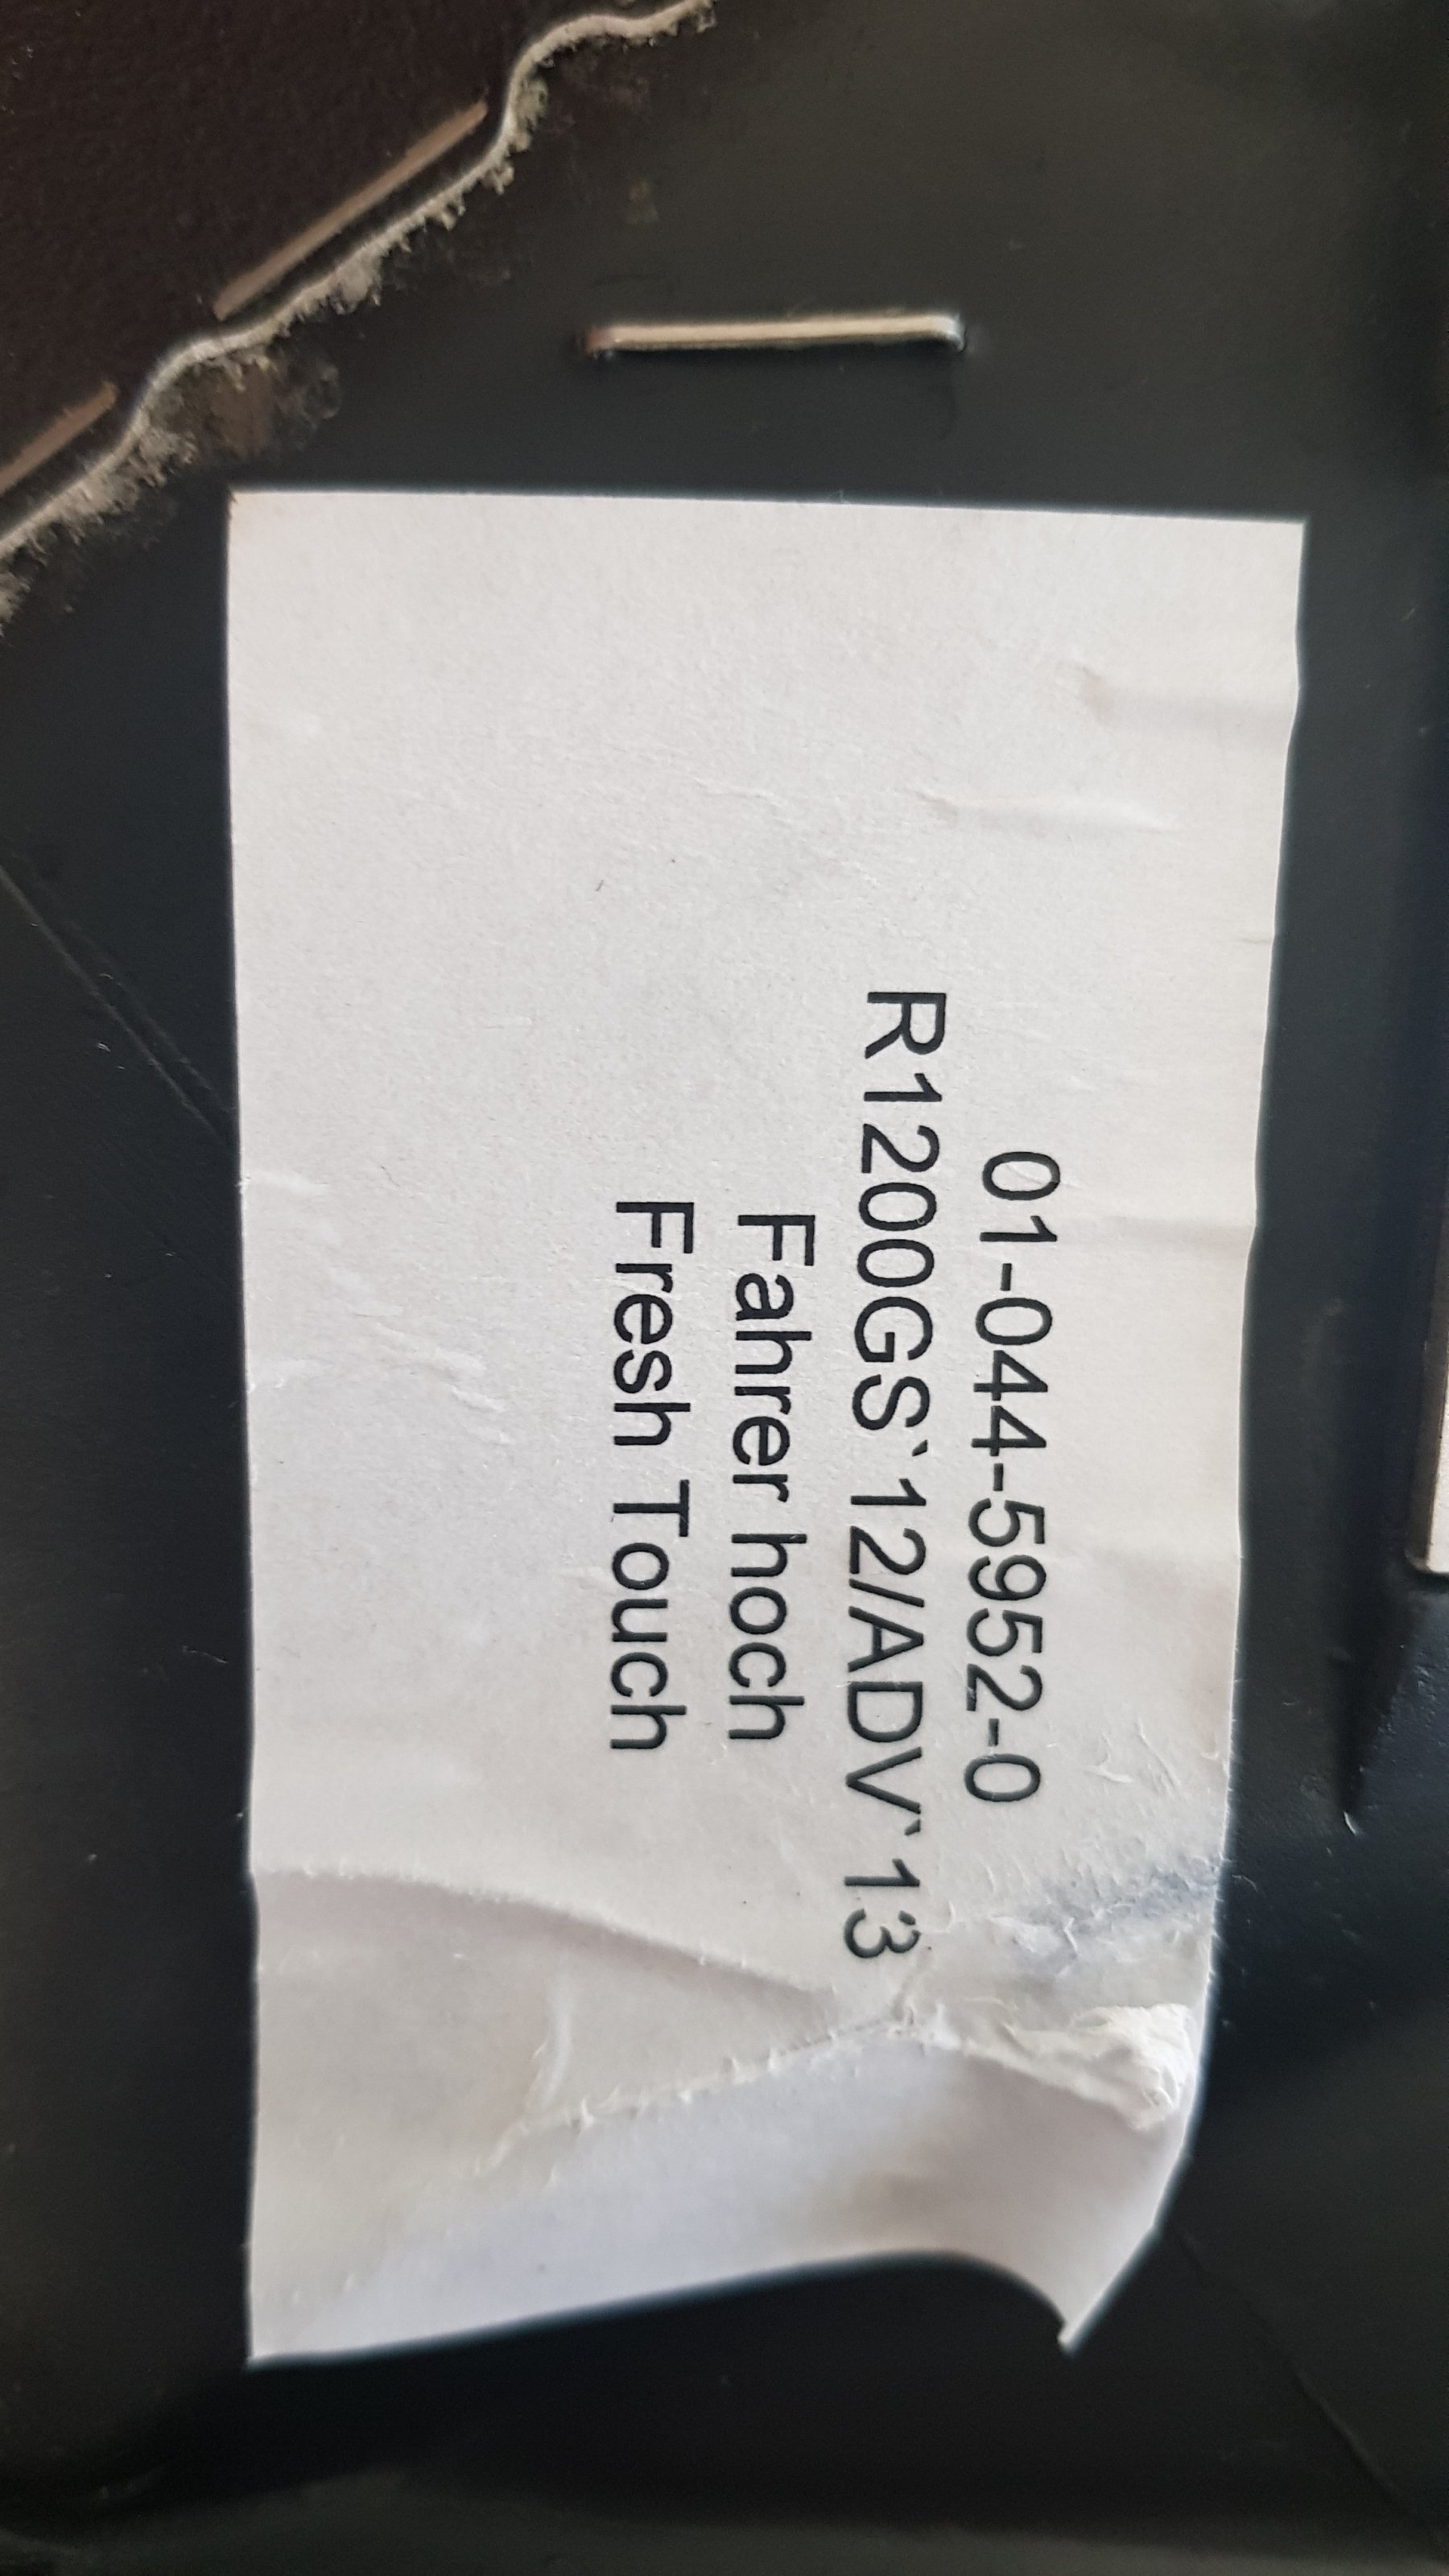 01-044-5952-0
R1200GS`12/ADV`13
Fahrer hoch
Fresh Touch